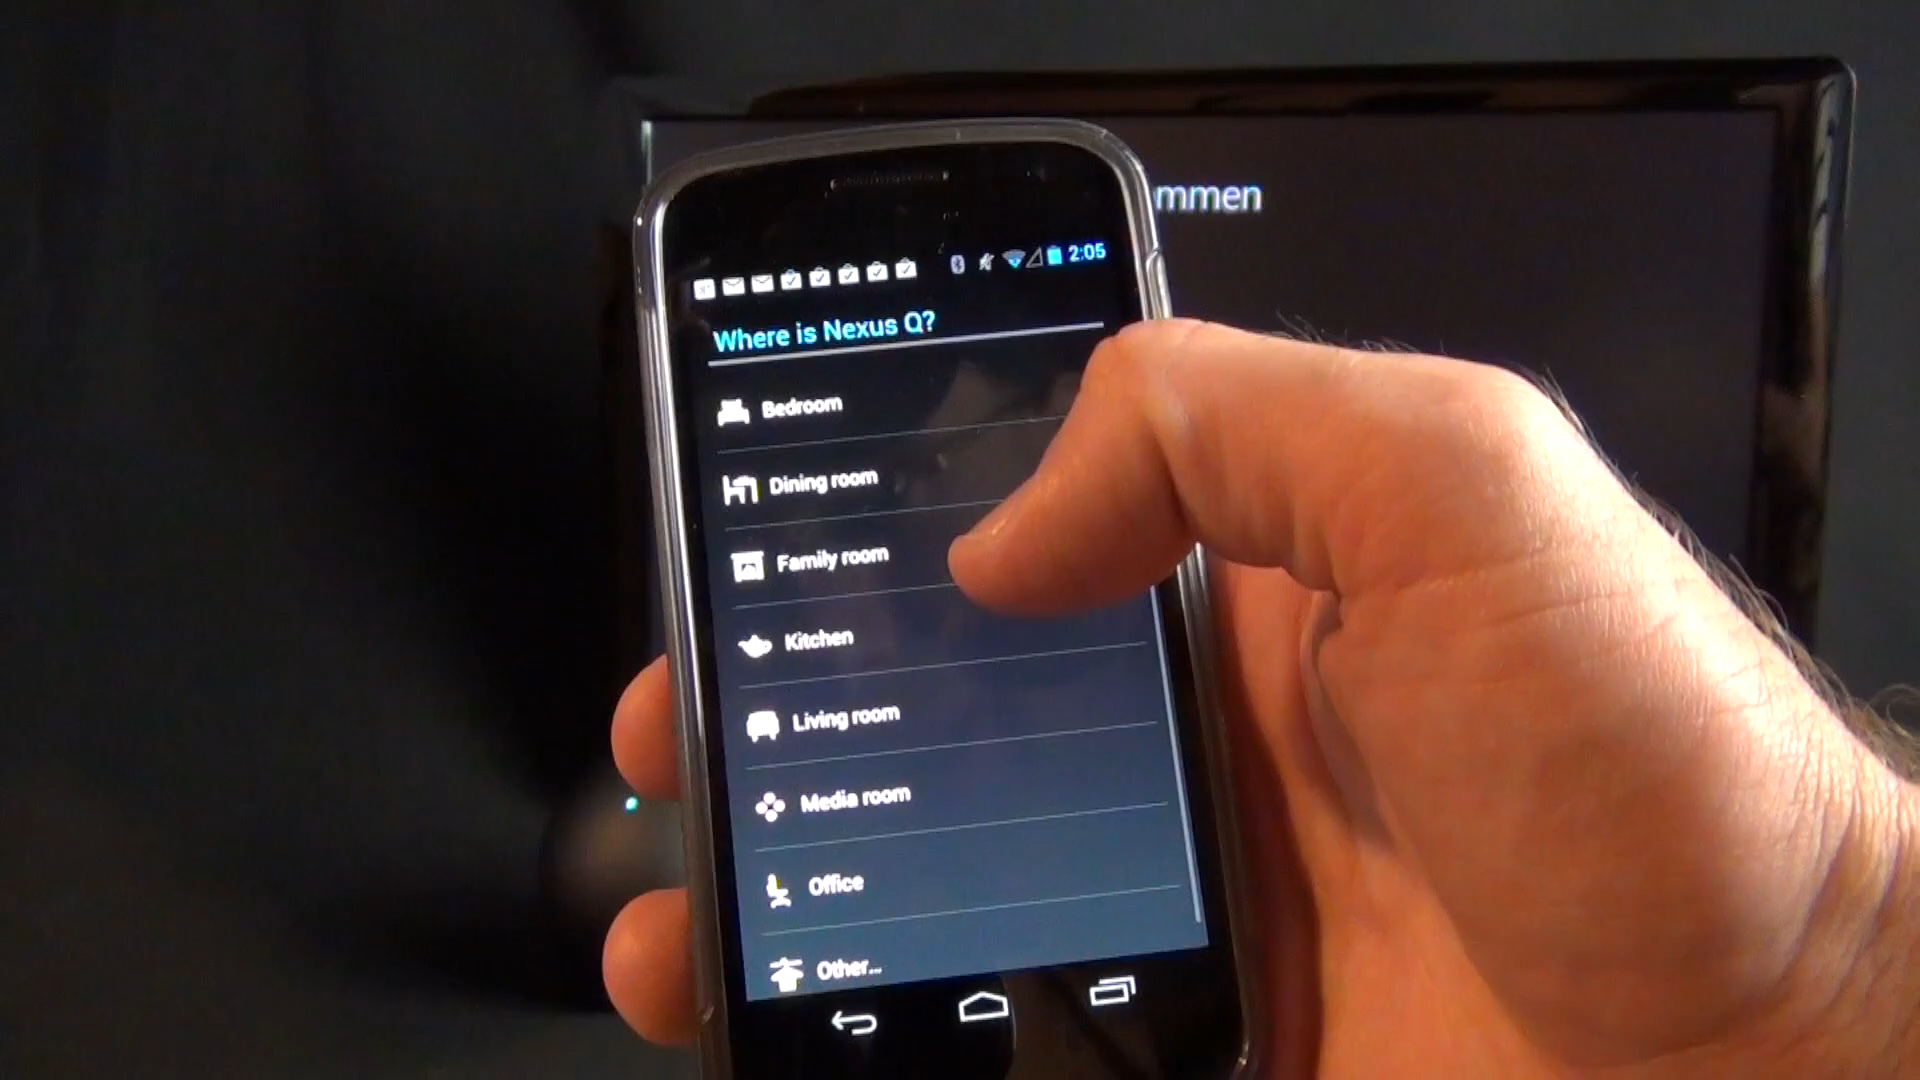 mmen
2:05
Where is Nexus Q?
Bedroom
Dining room
Family room
Kitchen
Living room
Media room
Office
Other...